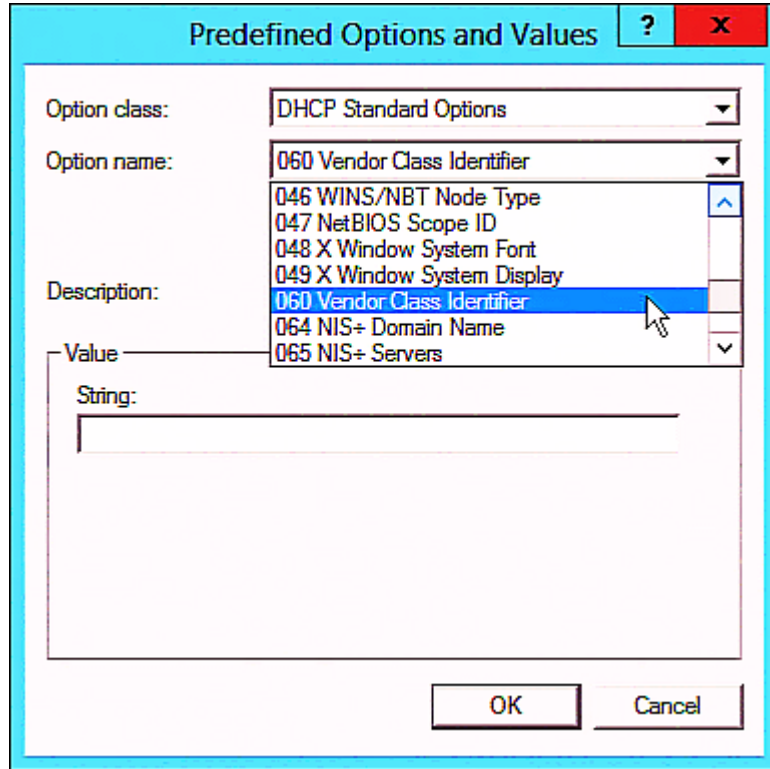 Predefined Options and Values
?
x
Option class:
DHCP Standard Options
Option name:
060 Vendor Class Identifier
046 WINS/NBT Node Type
047 NetBIOS Scope ID
048 X Window System Font
049 X Window System Display
Description:
060 Vendor Class Identifier
064 NIS+ Domain Name
065 NIS+ Servers
Value
String:
OK
Cancel